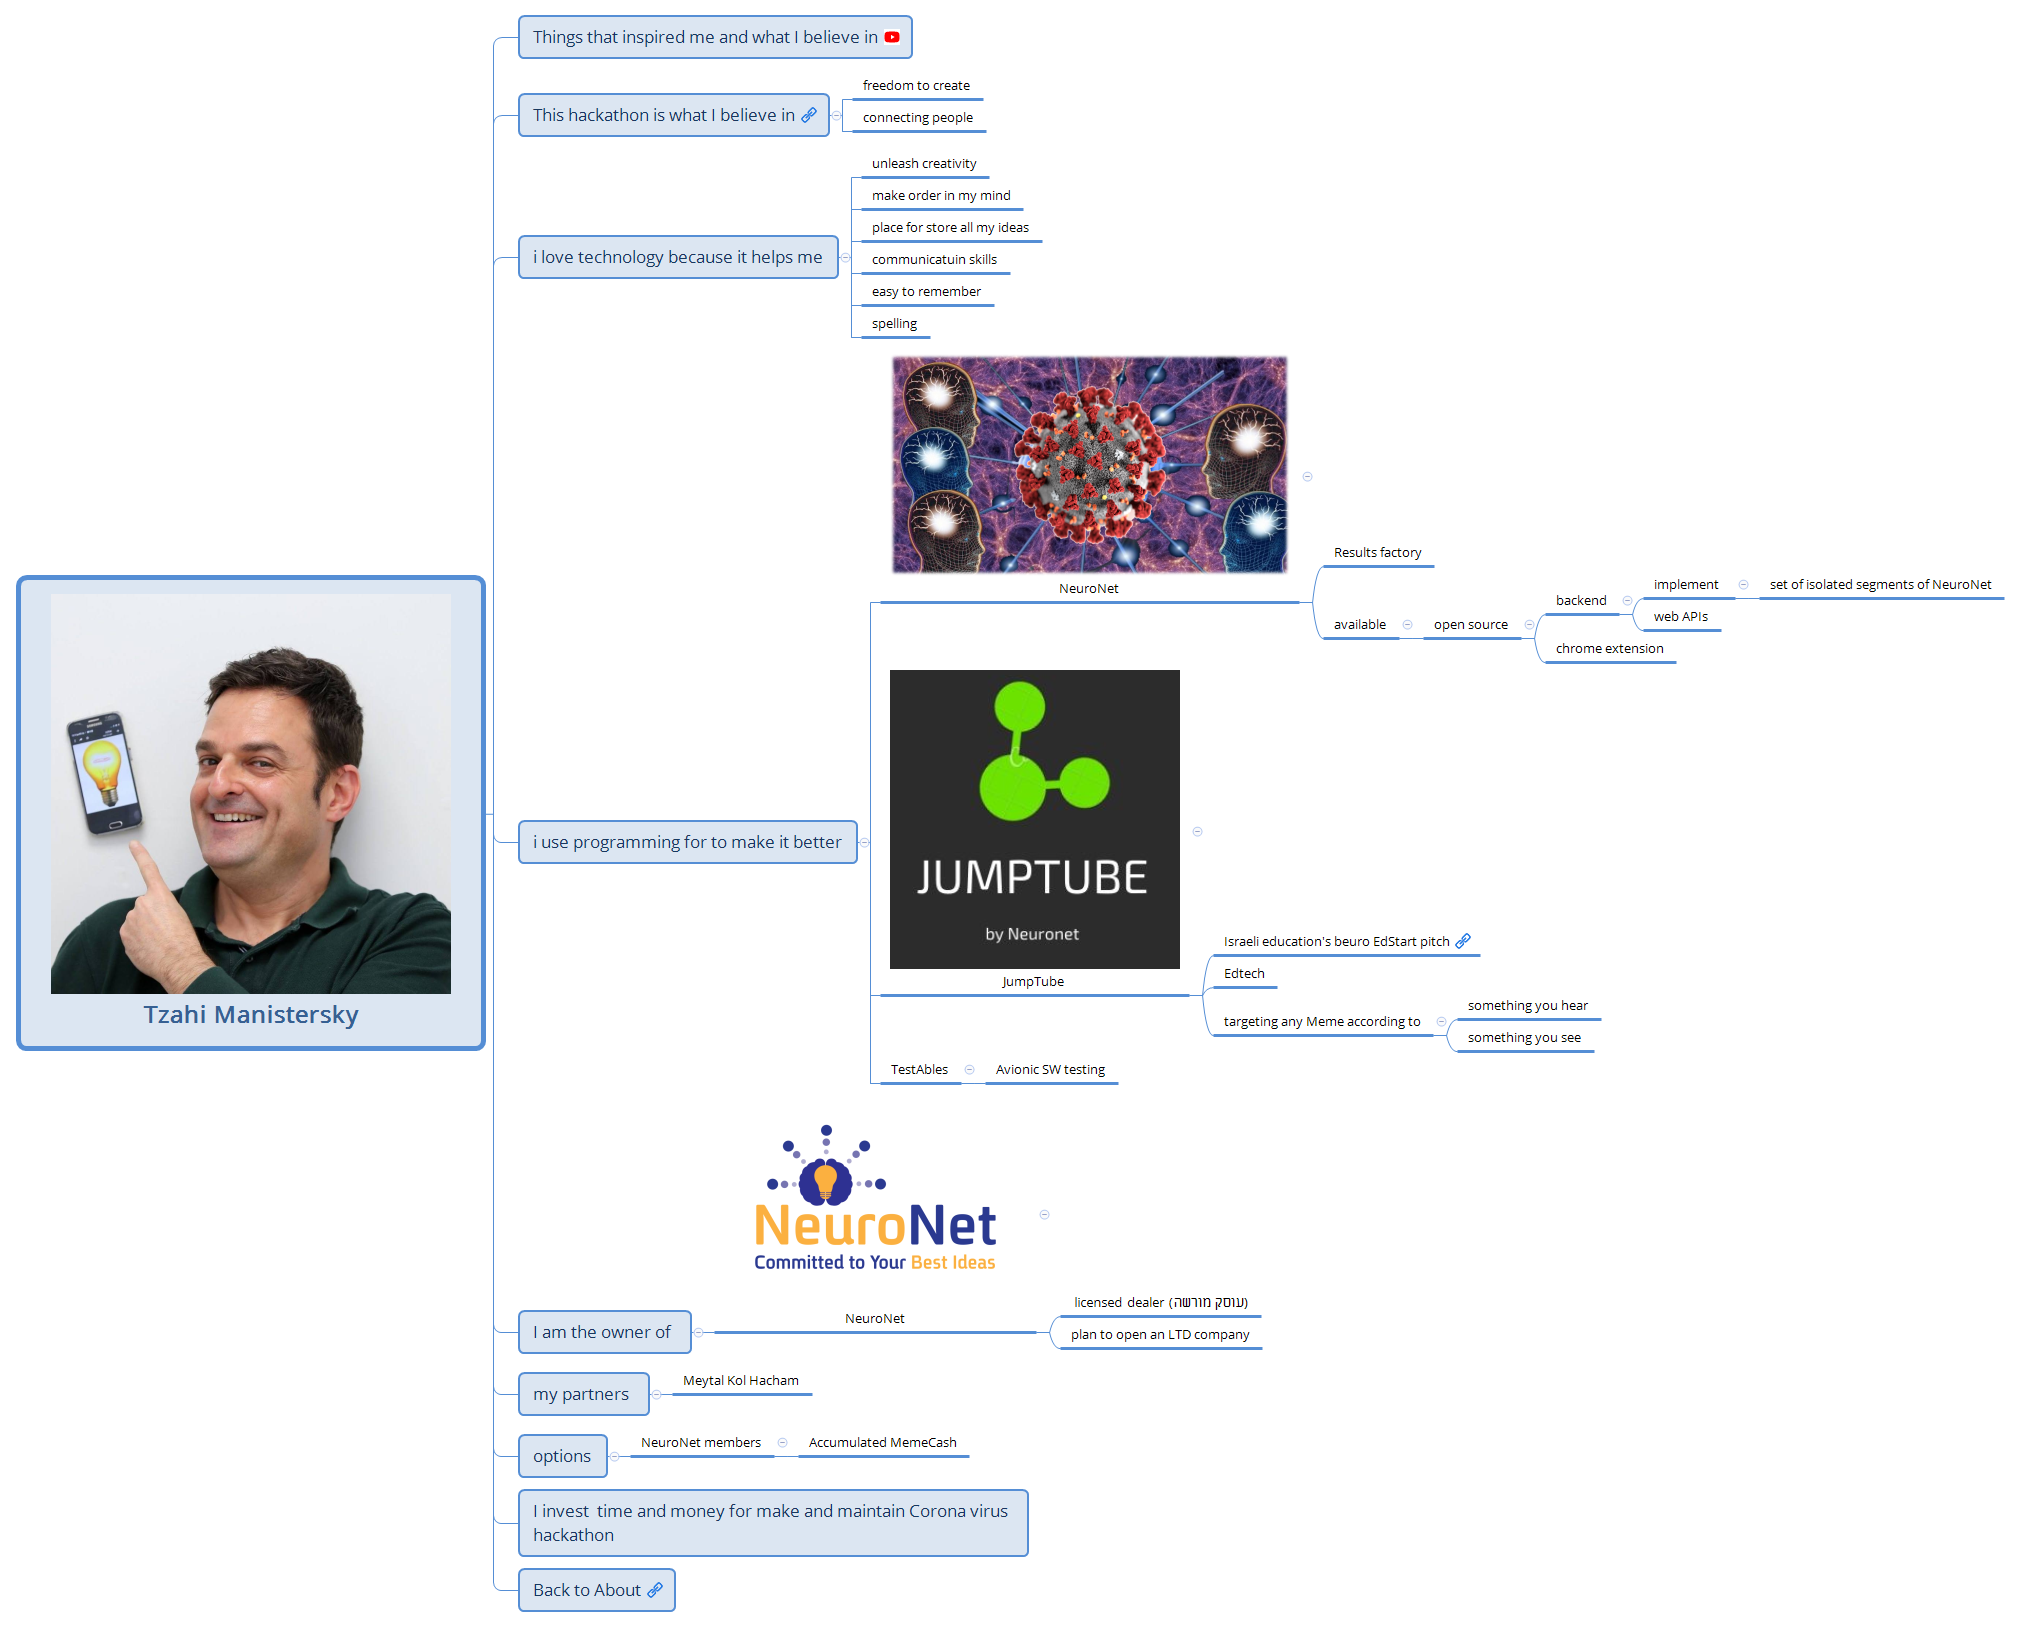 Things that inspired me and what I believe in
This hackathon is what I believe in
freedom to create
connecting people
i love technology because it helps me
unleash creativity
make order in my mind
place for store all my ideas
communicatuin skills
easy to remember
spelling
Tzahi Manistersky
i use programming for to make it better
NeuroNet
Results factory
available
open source
backend
implement
set of isolated segments of NeuroNet
web APIs
chrome extension
JUMPTUBE
by Neuronet
JumpTube
Israeli education's beuro EdStart pitch
Edtech
targeting any Meme according to
something you hear
something you see
TestAbles
Avionic SW testing
NeuroNet
Committed to Your Best Ideas
I am the owner of
NeuroNet
licensed dealer (עוסק מורשה)
plan to open an LTD company
my partners
Meytal Kol Hacham
options
NeuroNet members
Accumulated MemeCash
I invest  time and money for make and maintain Corona virus
hackathon
Back to About